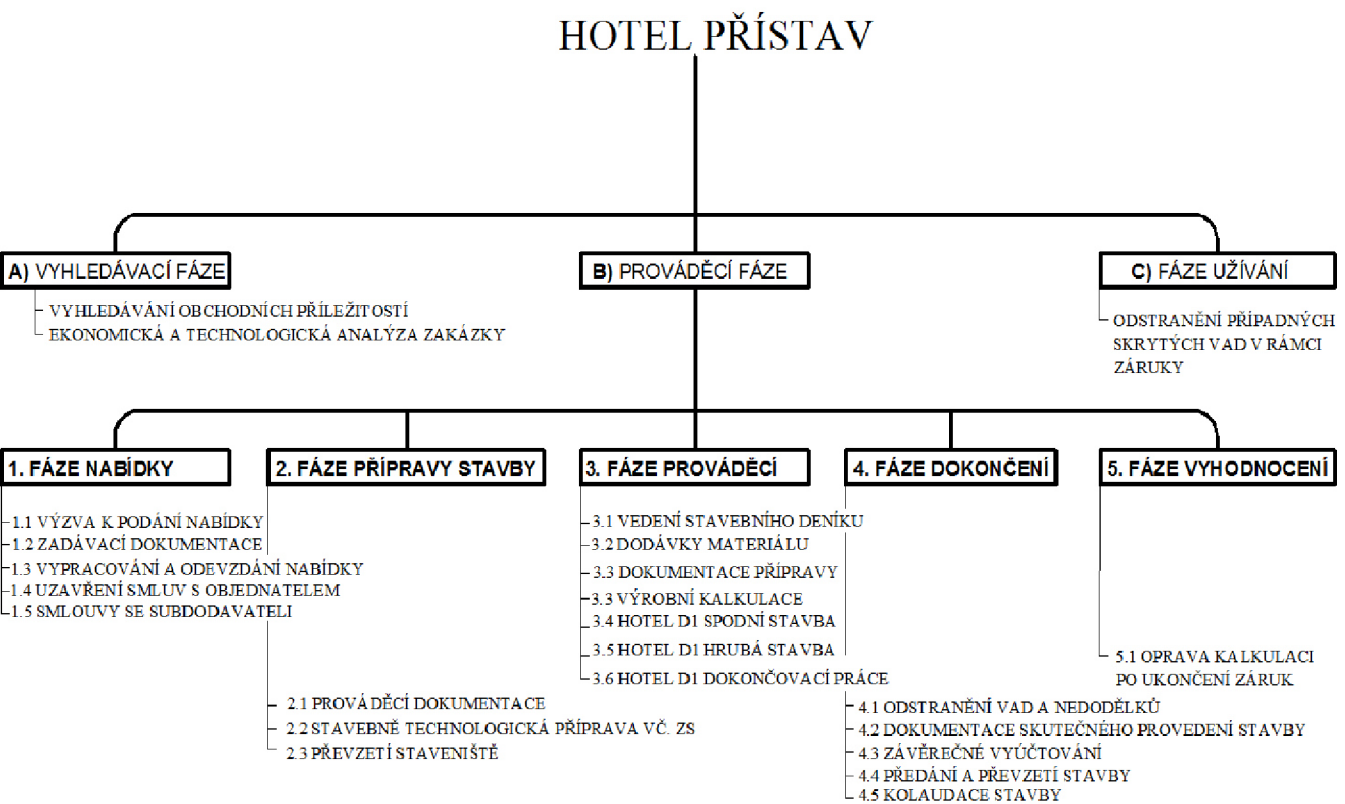 HOTEL PŘÍSTAV
A) VYHLEDÁVACÍ FÁZE
VYHLEDÁVÁNÍ OBCHODNÍCH PŘÍLEŽITOSTÍ
EKONOMICKÁ A TECHNOLOGICKÁ ANALÝZA ZAKÁZKY
B) PROVÁDĚCÍ FÁZE
C) FÁZE UŽÍVÁNÍ
ODSTRANĚNÍ PŘÍPADNÝCH
SKRYTÝCH VAD V RÁMCI
ZÁRUKY
1. FÁZE NABÍDKY
1.1 VÝZVA K PODÁNÍ NABÍDKY
1.2 ZADÁVACÍ DOKUMENTACE
1.3 VYPRACOVÁNÍ A ODEVZDÁNÍ NABÍDKY
1.4 UZAVŘENÍ SMLUV S OBJEDNATELEM
1.5 SMLOUVY SE SUBDODAVATELI
2. FÁZE PŘÍPRAVY STAVBY
2.1 PROVÁDĚCÍ DOKUMENTACE
2.2 STAVEBNĚ TECHNOLOGICKÁ PŘÍPRAVA VČ. ZS
2.3 PŘEVZETÍ STAVENIŠTĚ
3. FÁZE PROVÁDĚCÍ
3.1 VEDENÍ STAVEBNÍHO DENÍKU
3.2 DODÁVKY MATERIÁLU
3.3 DOKUMENTACE PŘÍPRAVY
3.3 VÝROBNÍ KALKULACE
3.4 HOTEL D1 SPODNÍ STAVBA
3.5 HOTEL D1 HRUBÁ STAVBA
3.6 HOTEL D1 DOKONČOVACÍ PRÁCE
4. FÁZE DOKONČENÍ
4.1 ODSTRANĚNÍ VAD A NEDODĚLKŮ
4.2 DOKUMENTACE SKUTEČNÉHO PROVEDENÍ STAVBY
4.3 ZÁVĚREČNÉ VYÚČTOVÁNÍ
4.4 PŘEDÁNÍ A PŘEVZETÍ STAVBY
4.5 KOLAUDACE STAVBY
5. FÁZE VYHODNOCENÍ
5.1 OPRAVA KALKULACI
PO UKONČENÍ ZÁRUK